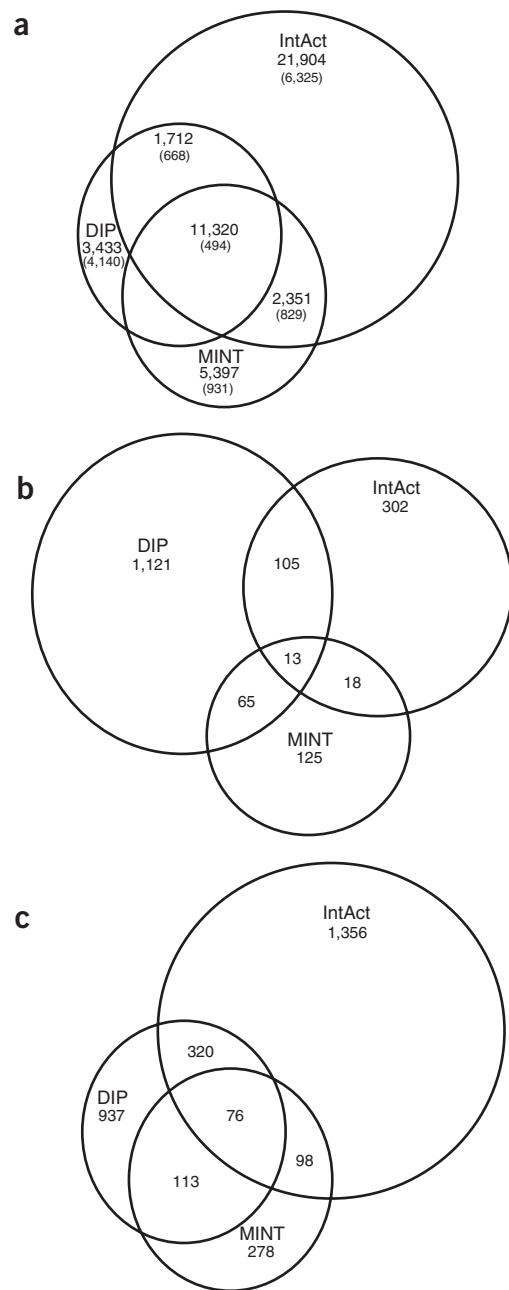 a
IntAct
21,904
(6,325)
1,712
(668)
DIP
3,433
(4,140)
11,320
(494)
2,351
(829)
MINT
5,397
(931)
b
IntAct
302
DIP
1,121
105
13
18
65
MINT
125
c
IntAct
1,356
320
DIP
937
76
98
113
MINT
278